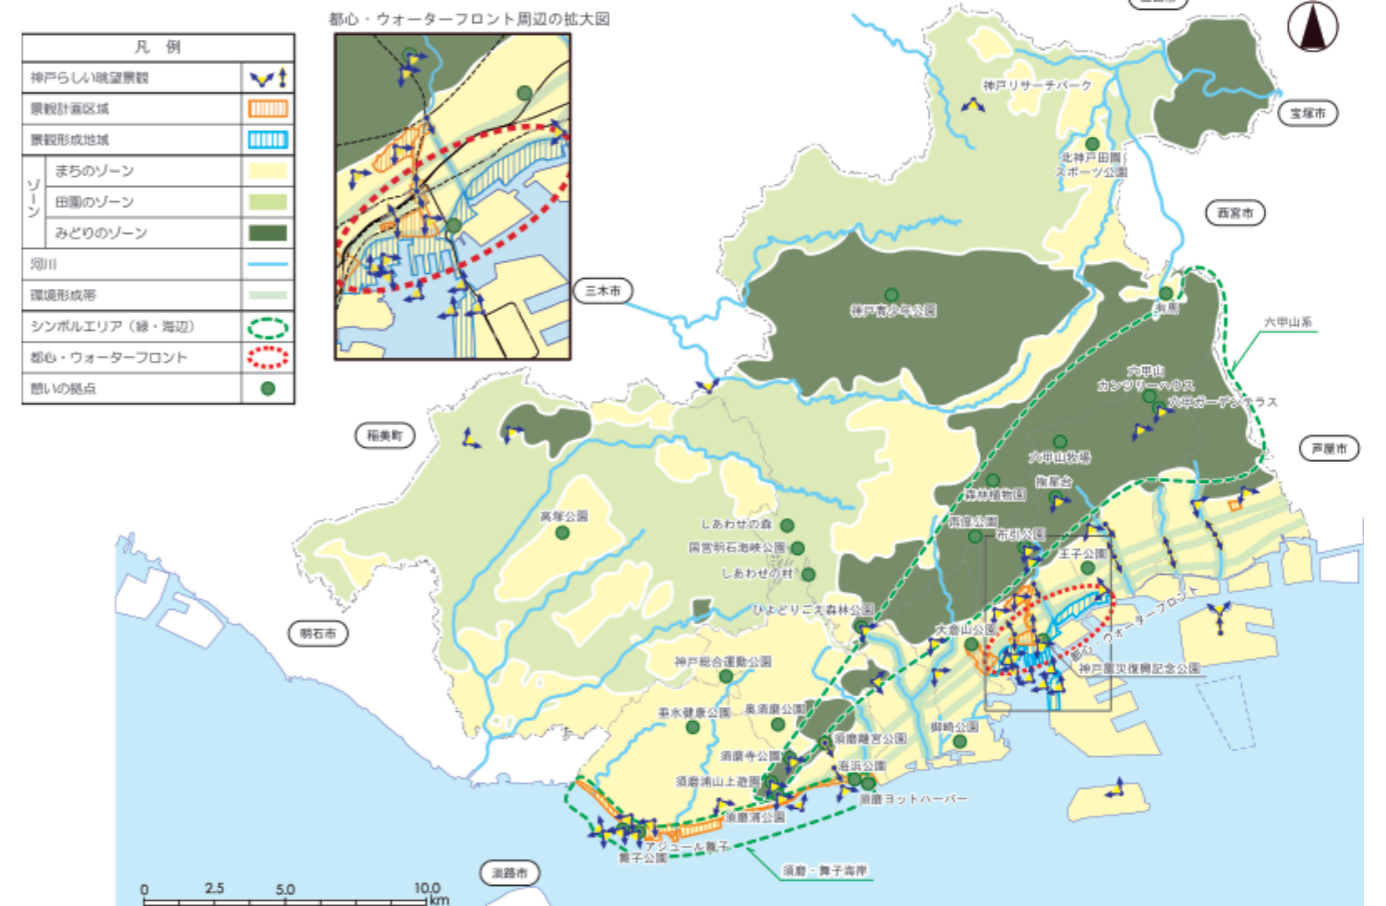 都心・ウォーターフロント周辺の拡大図
凡 例
神戸らしい眺望景観
景観計画区域
景観形成地域
ゾーン
まちのゾーン
田園のゾーン
みどりのゾーン
河川
環境形成帯
シンボルエリア（緑・海辺）
都心・ウォーターフロント
憩いの拠点
神戸リサーチパーク
宝塚市
北神戸田園
スポーツ公園
西宮市
三木市
神戸青少年公園
有馬
六甲山系
六甲山
カンツリーハウス
六甲ガーデンテラス
稲美町
芦屋市
六甲山牧場
森林植物園
掬星台
高塚公園
しあわせの森
再度公園
布引公園
国営明石海峡公園
王子公園
しあわせの村
ひよどりごえ森林公園
都心・ウォーターフロント
明石市
大倉山公園
神戸総合運動公園
神戸震災復興記念公園
垂水健康公園
奥須磨公園
御崎公園
須磨離宮公園
須磨寺公園
海浜公園
須磨浦山上遊園
須磨ヨットハーバー
須磨浦公園
アジュール舞子
舞子公園
須磨・舞子海岸
淡路市
0 2.5 5.0 10.0
km